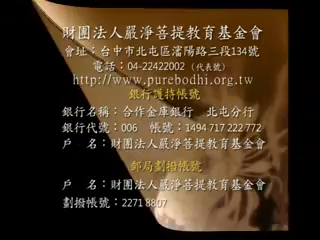 財團法人嚴淨菩提教育基金會
會址：台中市北屯區瀋陽路三段134號
電話：04-22422002（代表號）
http://www.purebodhi.org.tw
銀行護持帳號
銀行名稱：合作金庫銀行　北屯分行
銀行代號：006　帳號：1494 717 222 772
戶　名：財團法人嚴淨菩提教育基金會
郵局劃撥帳號
戶　名：財團法人嚴淨菩提教育基金會
劃撥帳號：2271 8807